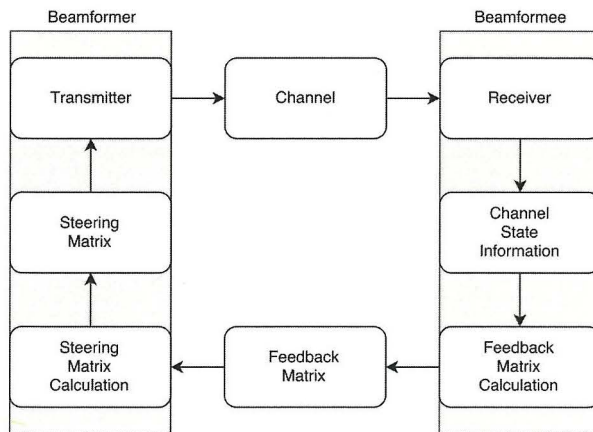 Beamformer
Beamformee
Transmitter
Channel
Receiver
Steering
Matrix
Channel
State
Information
Steering
Matrix
Calculation
Feedback
Matrix
Feedback
Matrix
Calculation